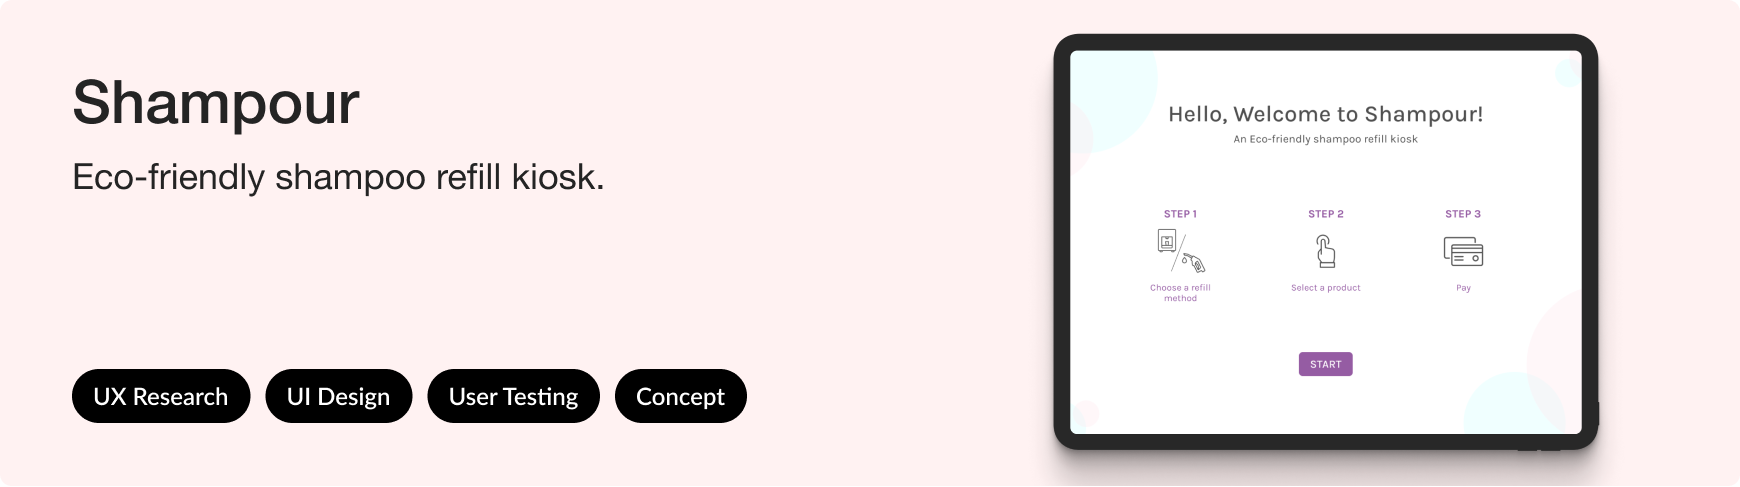 Shampour
Eco-friendly shampoo refill kiosk.
UX Research
UI Design
User Testing
Concept
Hello, Welcome to Shampour!
An Eco-friendly shampoo refill kiosk
STEP 1
Choose a refill
method
STEP 2
Select a product
STEP 3
Pay
START